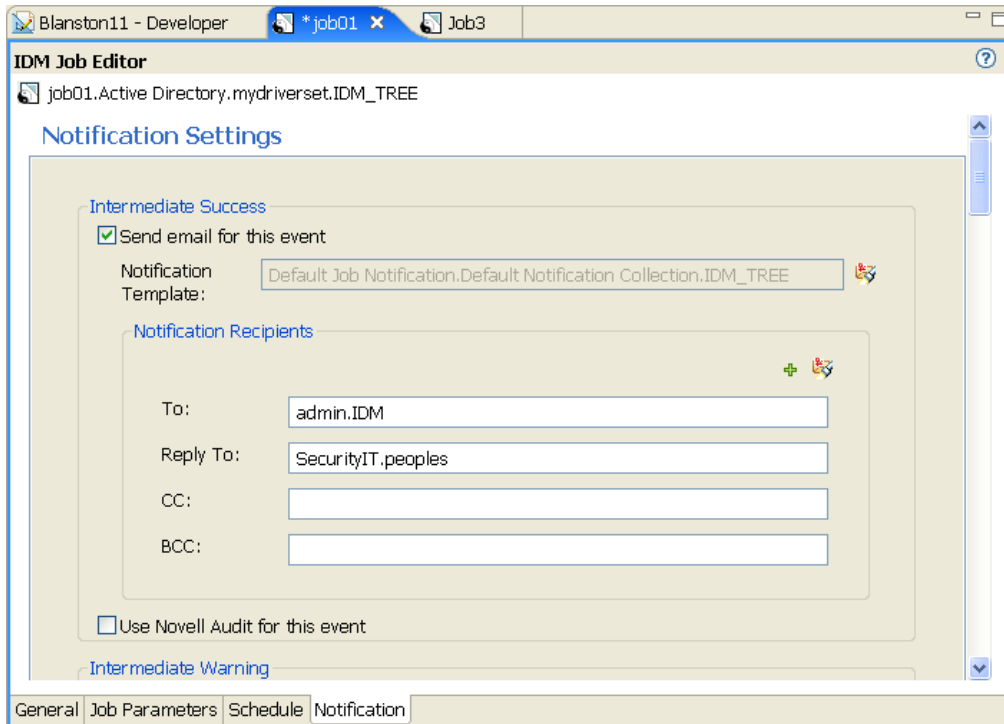 Blanston11 - Developer
*job01
Job3
IDM Job Editor
job01.Active Directory.mydriverset.IDM_TREE
Notification Settings
Intermediate Success
Send email for this event
Notification Template:
Default Job Notification.Default Notification Collection.IDM_TREE
Notification Recipients
To:
admin.IDM
Reply To:
SecurityIT.peoples
CC:
BCC:
Use Novell Audit for this event
Intermediate Warning
General
Job Parameters
Schedule
Notification